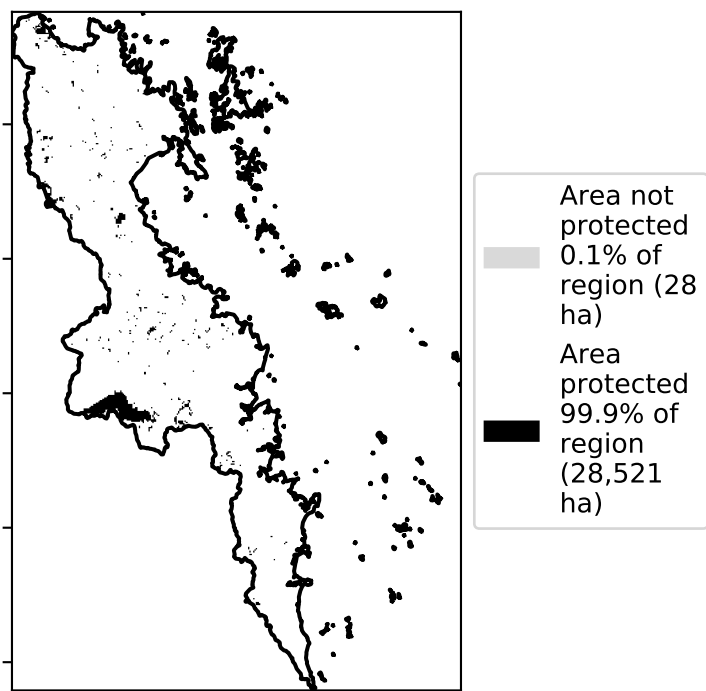 Area not
protected
0.1% of
region (28
ha)
Area
protected
99.9% of
region
(28,521
ha)